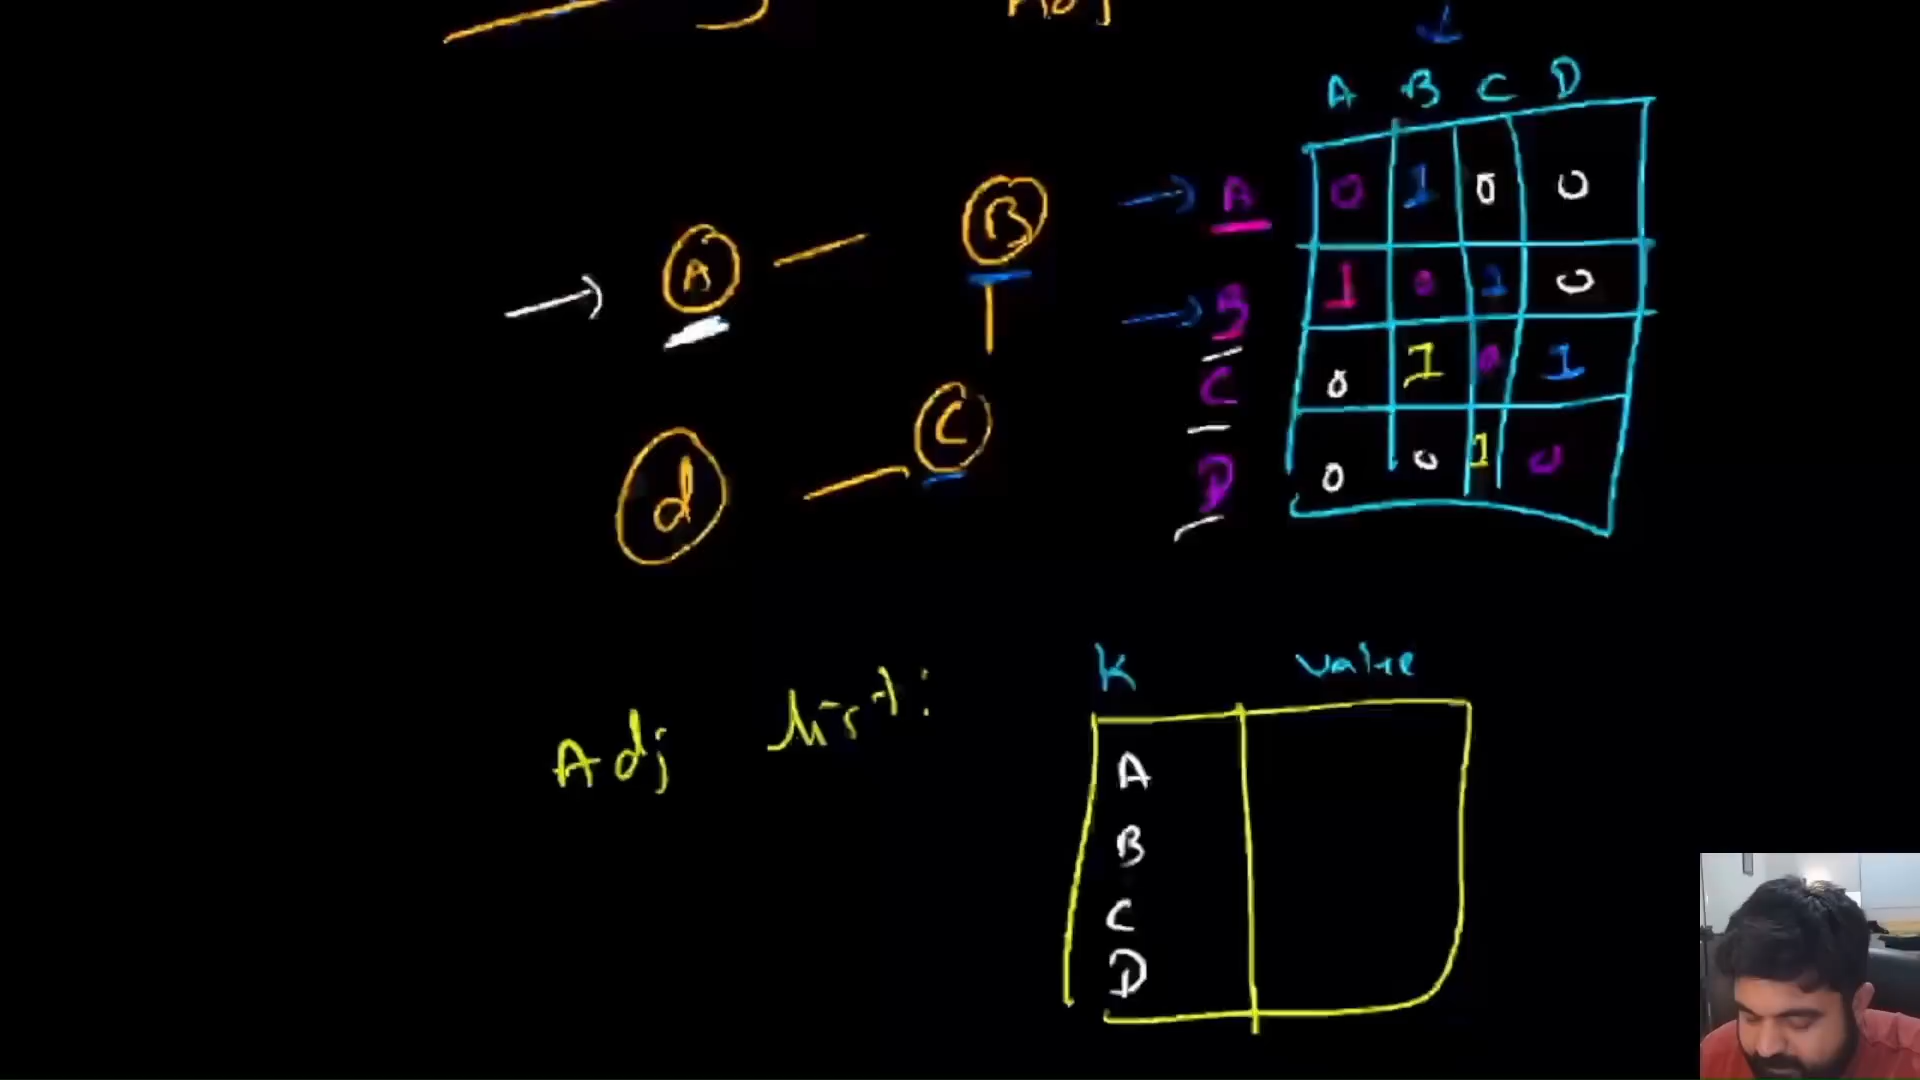 Adj
A B C D
A 0 1 0 0
B 1 0 1 0
C 0 1 0 1
D 0 0 1 0
A B
d C
Adj list:
K value
A
B
C
D